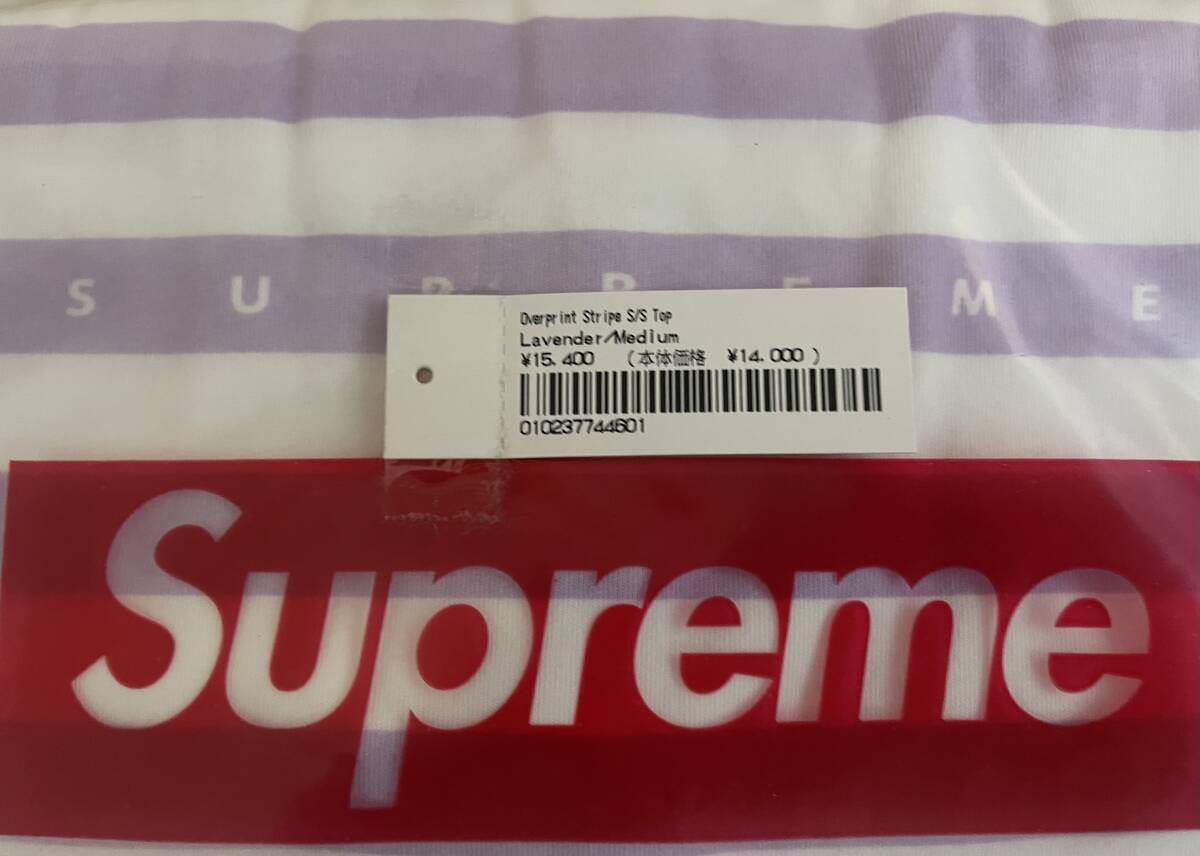 S U P R E M E
Overprint Stripe S/S Top
Lavender/Medium
¥15.400 (本体価格 ¥14.000 )
010237744601
Supreme